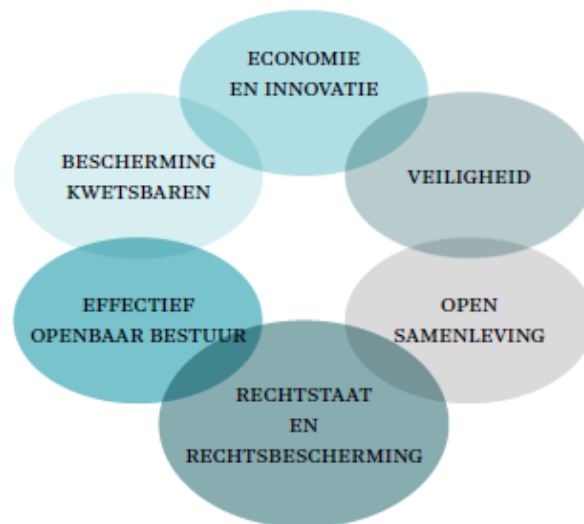 ECONOMIE
EN INNOVATIE
BESCHERMING
KWETSBAREN
VEILIGHEID
EFFECTIEF
OPENBAAR BESTUUR
OPEN
SAMENLEVING
RECHTSTAAT
EN
RECHTSBESCHERMING